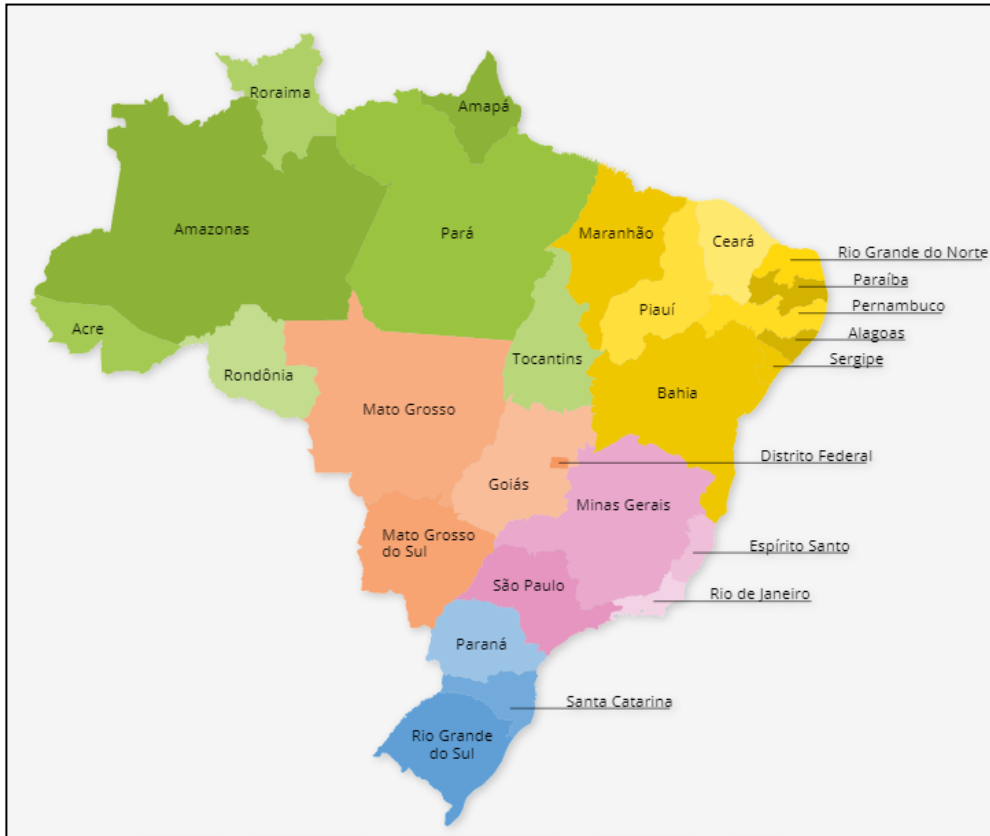 Roraima
Amapá
Amazonas
Pará
Maranhão
Ceará
Rio Grande do Norte
Paraíba
Piauí
Pernambuco
Acre
Alagoas
Rondônia
Tocantins
Sergipe
Mato Grosso
Bahia
Distrito Federal
Goiás
Minas Gerais
Mato Grosso
do Sul
Espírito Santo
São Paulo
Rio de Janeiro
Paraná
Santa Catarina
Rio Grande
do Sul